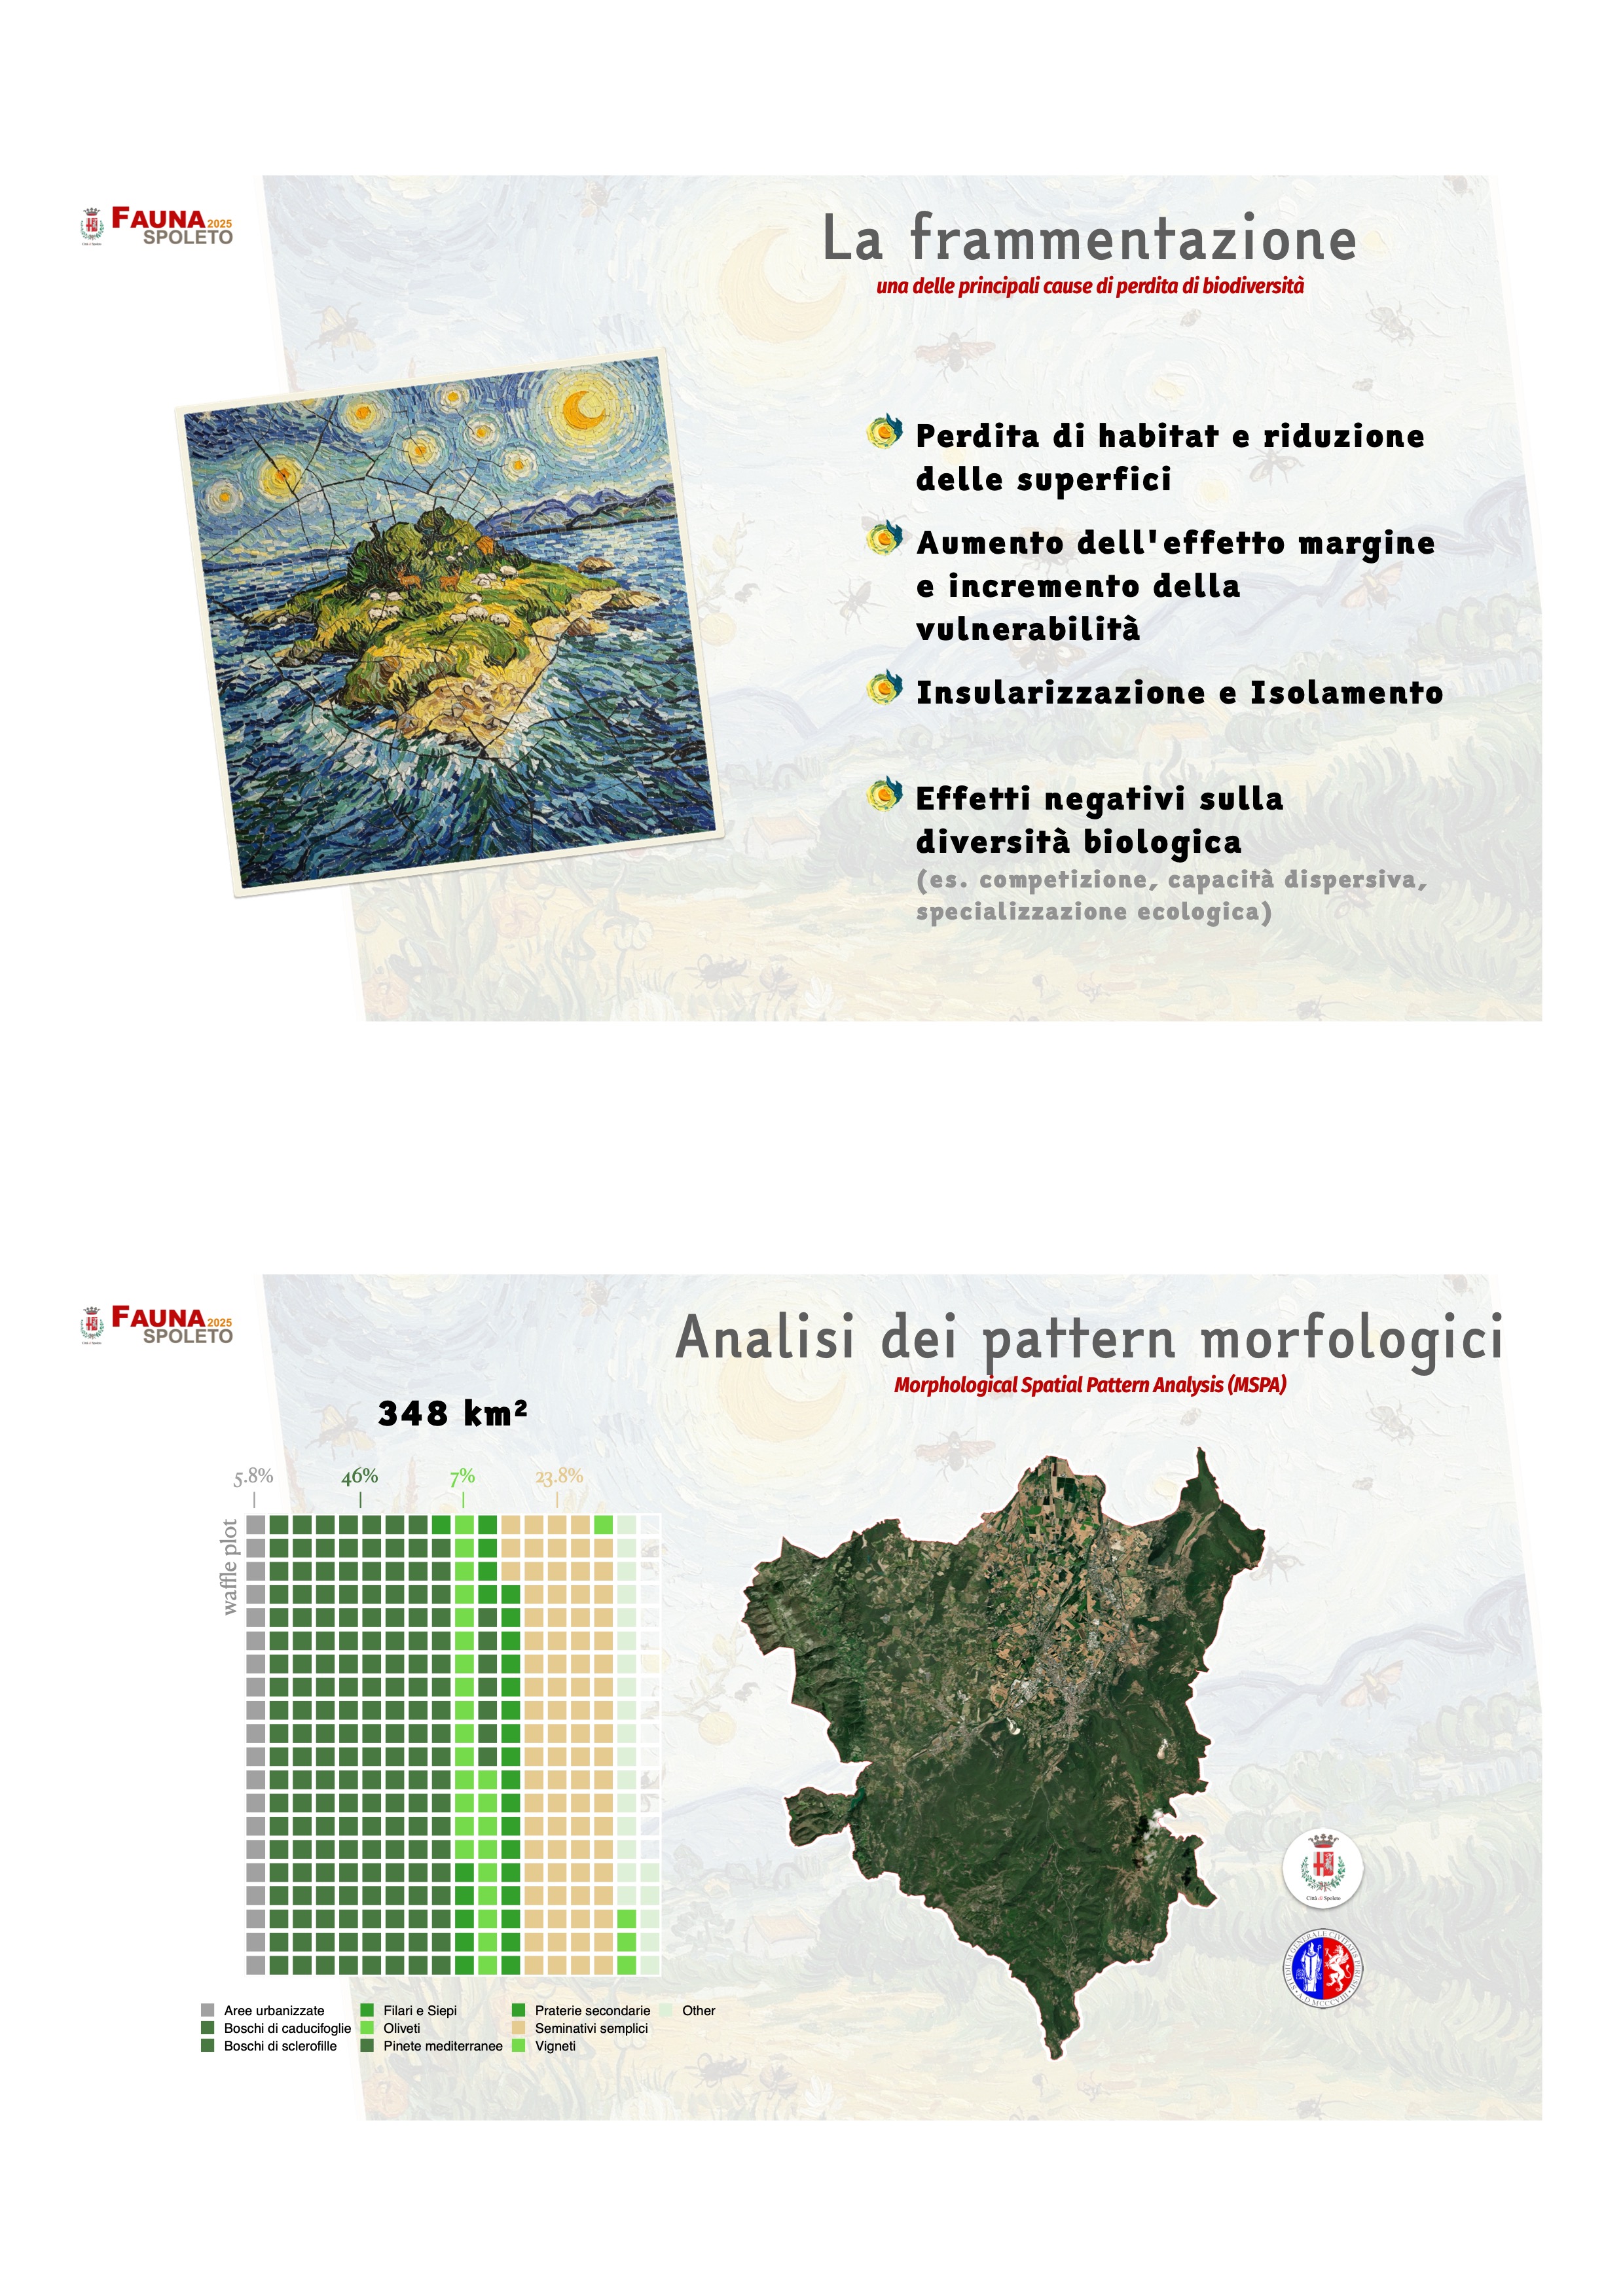 FAUNA 2025
SPOLETO
La frammentazione
una delle principali cause di perdita di biodiversità
Perdita di habitat e riduzione
delle superfici
Aumento dell'effetto margine
e incremento della
vulnerabilità
Insularizzazione e Isolamento
Effetti negativi sulla
diversità biologica
(es. competizione, capacità dispersiva,
specializzazione ecologica)
FAUNA 2025
SPOLETO
Analisi dei pattern morfologici
Morphological Spatial Pattern Analysis (MSPA)
348 km²
5.8% 46% 7% 23.8%
waffle plot
Aree urbanizzate Filari e Siepi Praterie secondarie Other
Boschi di caducifoglie Oliveti Seminativi semplici
Boschi di sclerofille Pinete mediterranee Vigneti
Città di Spoleto